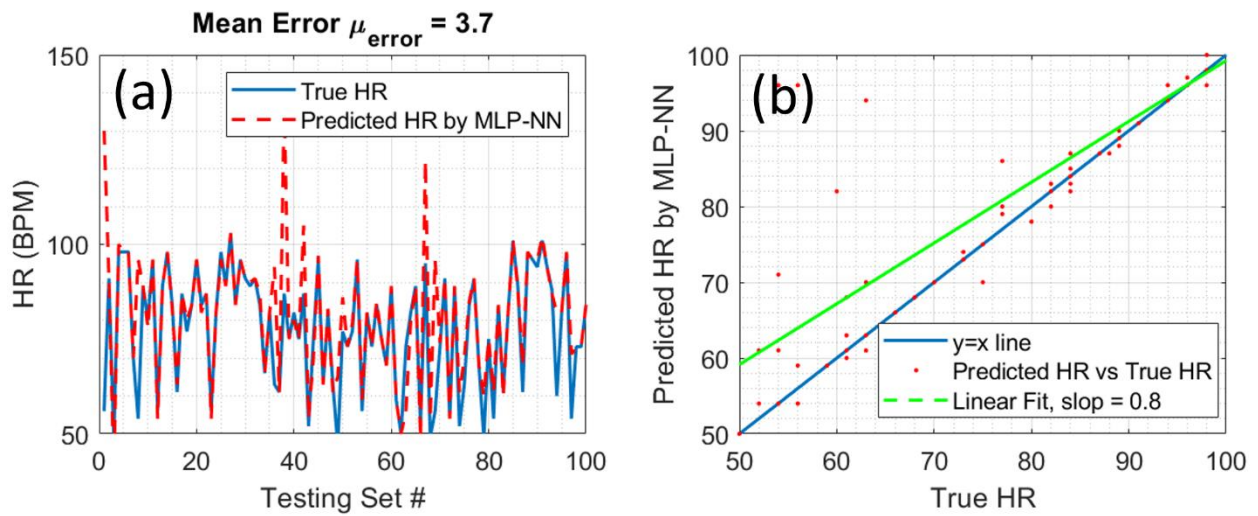 Mean Error μerror = 3.7
(a)
True HR
Predicted HR by MLP-NN
HR (BPM)
150
100
50
0
20
40
60
80
100
Testing Set #
(b)
Predicted HR by MLP-NN
100
90
80
70
60
50
y=x line
Predicted HR vs True HR
Linear Fit, slop = 0.8
50
60
70
80
90
100
True HR